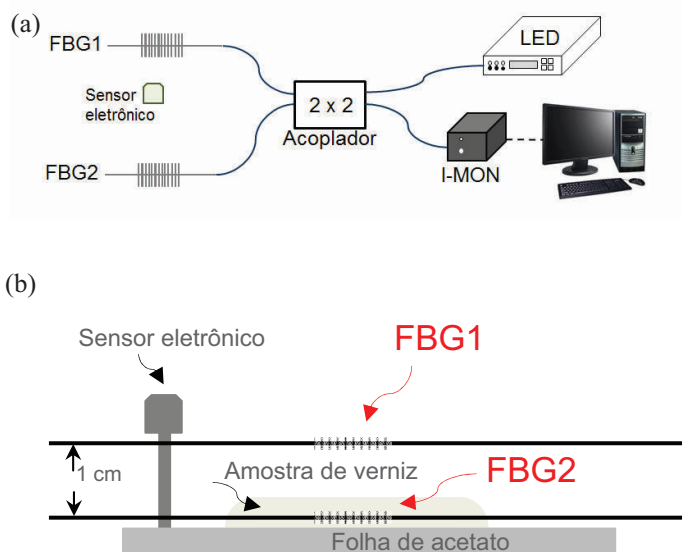 (a)
FBG1
LED
Sensor
eletrônico
2 x 2
Acoplador
FBG2
I-MON
(b)
Sensor eletrônico
FBG1
1 cm
Amostra de verniz
FBG2
Folha de acetato